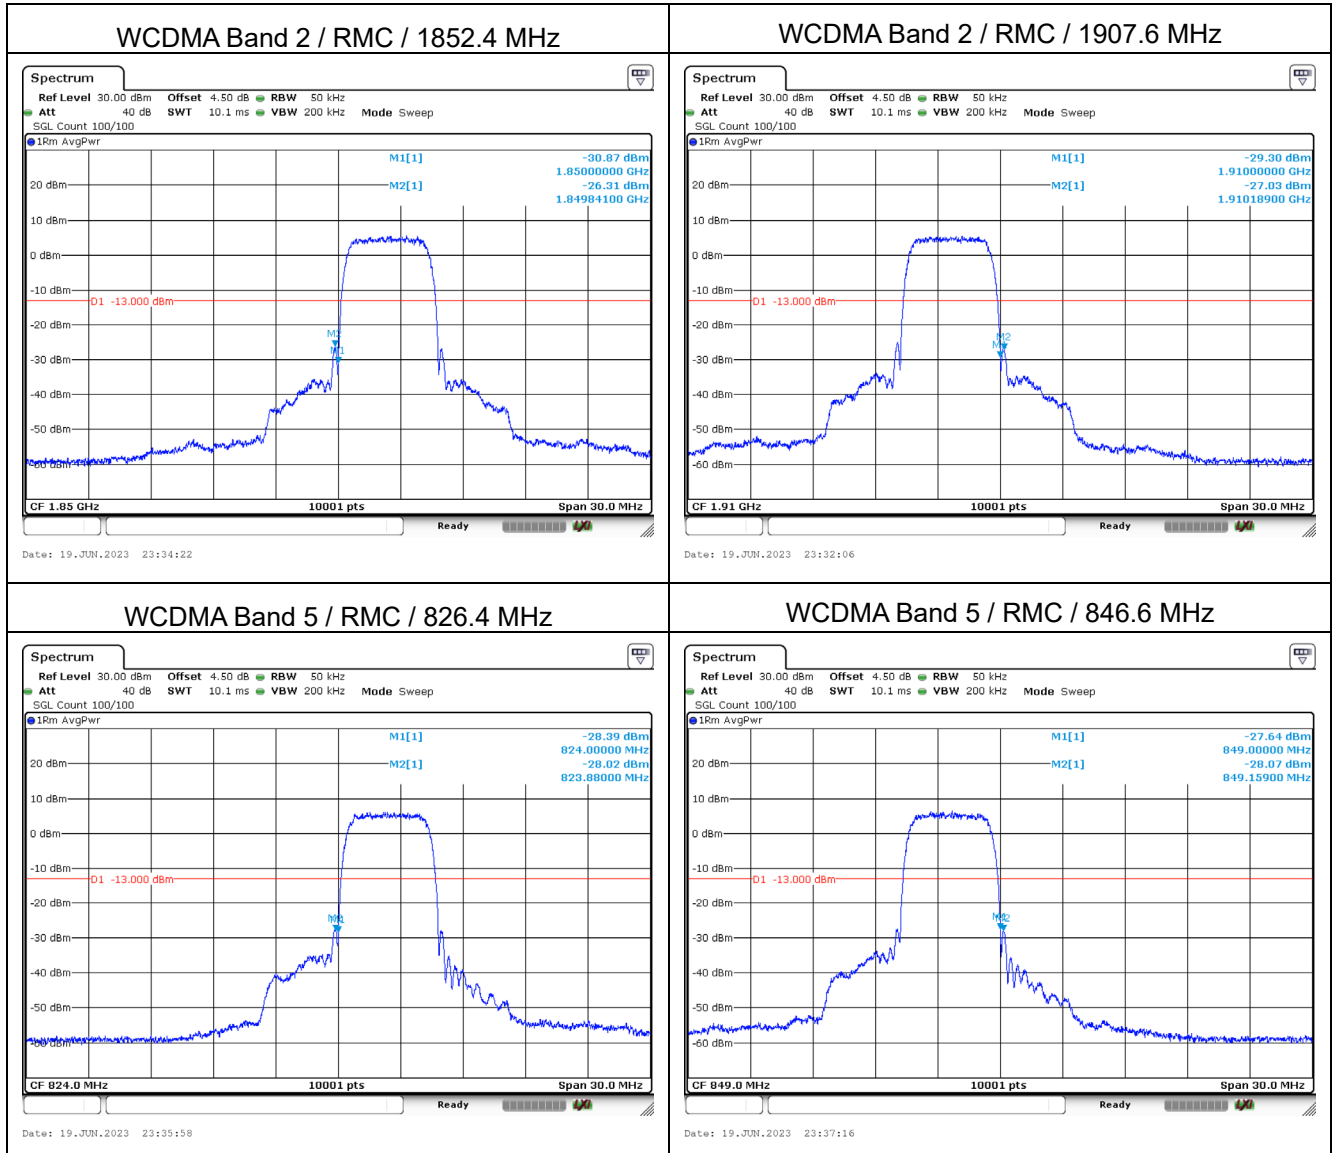 WCDMA Band 2 / RMC / 1852.4 MHz
Spectrum
Ref Level 30.00 dBm Offset 4.50 dB RBW 50 kHz
Att 40 dB SWT 10.1 ms VBW 200 kHz Mode Sweep
SGL Count 100/100
1Rm AvgPwr
M1[1] -30.87 dBm
1.85000000 GHz
20 dBm M2[1] -26.31 dBm
1.84984100 GHz
10 dBm
0 dBm
-10 dBm
D1 -13.000 dBm
-20 dBm
M2
M1
-30 dBm
-40 dBm
-50 dBm
-60 dBm
CF 1.85 GHz 10001 pts Span 30.0 MHz
Ready LXI
Date: 19.JUN.2023 23:34:22
WCDMA Band 2 / RMC / 1907.6 MHz
Spectrum
Ref Level 30.00 dBm Offset 4.50 dB RBW 50 kHz
Att 40 dB SWT 10.1 ms VBW 200 kHz Mode Sweep
SGL Count 100/100
1Rm AvgPwr
M1[1] -29.30 dBm
1.91000000 GHz
20 dBm M2[1] -27.03 dBm
1.91018900 GHz
10 dBm
0 dBm
-10 dBm
D1 -13.000 dBm
-20 dBm
M2
-30 dBm
-40 dBm
-50 dBm
-60 dBm
CF 1.91 GHz 10001 pts Span 30.0 MHz
Ready LXI
Date: 19.JUN.2023 23:32:06
WCDMA Band 5 / RMC / 826.4 MHz
Spectrum
Ref Level 30.00 dBm Offset 4.50 dB RBW 50 kHz
Att 40 dB SWT 10.1 ms VBW 200 kHz Mode Sweep
SGL Count 100/100
1Rm AvgPwr
M1[1] -28.39 dBm
824.00000 MHz
20 dBm M2[1] -28.02 dBm
823.88000 MHz
10 dBm
0 dBm
-10 dBm
D1 -13.000 dBm
-20 dBm
-30 dBm
-40 dBm
-50 dBm
-60 dBm
CF 824.0 MHz 10001 pts Span 30.0 MHz
Ready LXI
Date: 19.JUN.2023 23:35:58
WCDMA Band 5 / RMC / 846.6 MHz
Spectrum
Ref Level 30.00 dBm Offset 4.50 dB RBW 50 kHz
Att 40 dB SWT 10.1 ms VBW 200 kHz Mode Sweep
SGL Count 100/100
1Rm AvgPwr
M1[1] -27.64 dBm
849.00000 MHz
20 dBm M2[1] -28.07 dBm
849.15900 MHz
10 dBm
0 dBm
-10 dBm
D1 -13.000 dBm
-20 dBm
-30 dBm
-40 dBm
-50 dBm
-60 dBm
CF 849.0 MHz 10001 pts Span 30.0 MHz
Ready LXI
Date: 19.JUN.2023 23:37:16